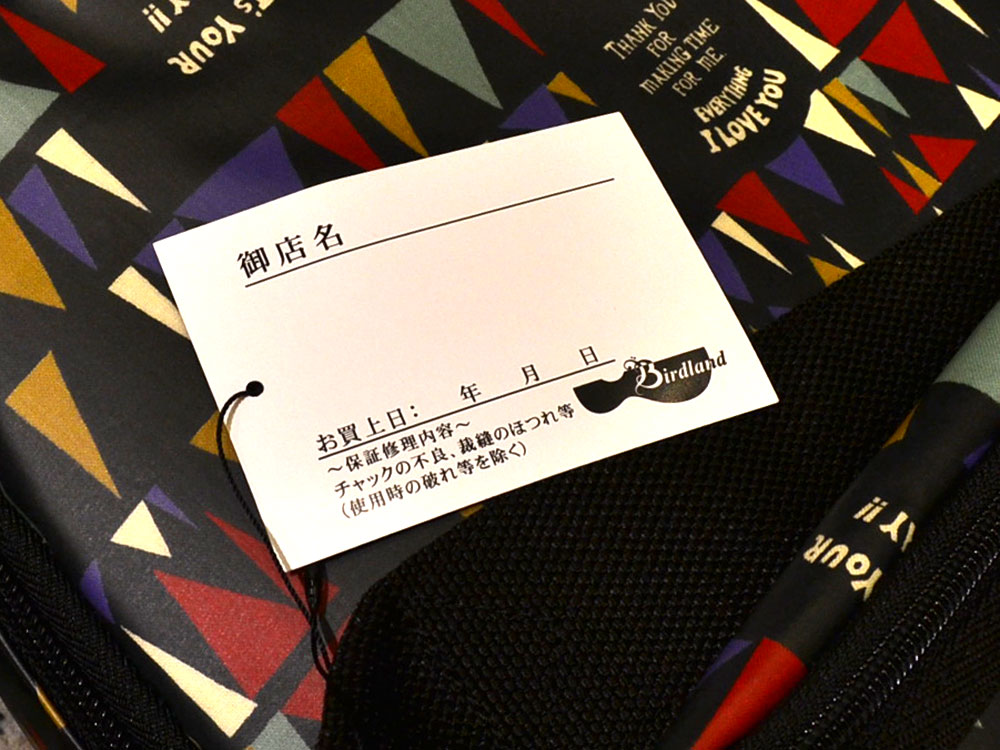 T'S YOUR
Y!!
THANK YOU
FOR
MAKING TIME
FOR ME.
EVERYTHING
I LOVE YOU
御店名
お買上日： 年 月 日
Birdland
～保証修理内容～
チャックの不良、裁縫のほつれ等
（使用時の破れ等を除く）
YOUR
AY!!